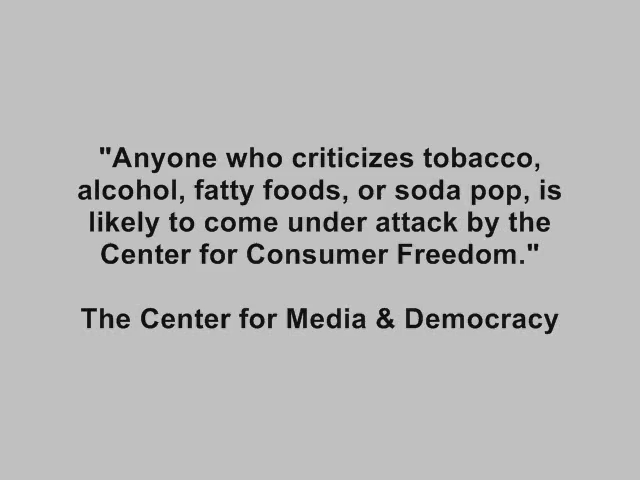 "Anyone who criticizes tobacco,
alcohol, fatty foods, or soda pop, is
likely to come under attack by the
Center for Consumer Freedom."
The Center for Media & Democracy